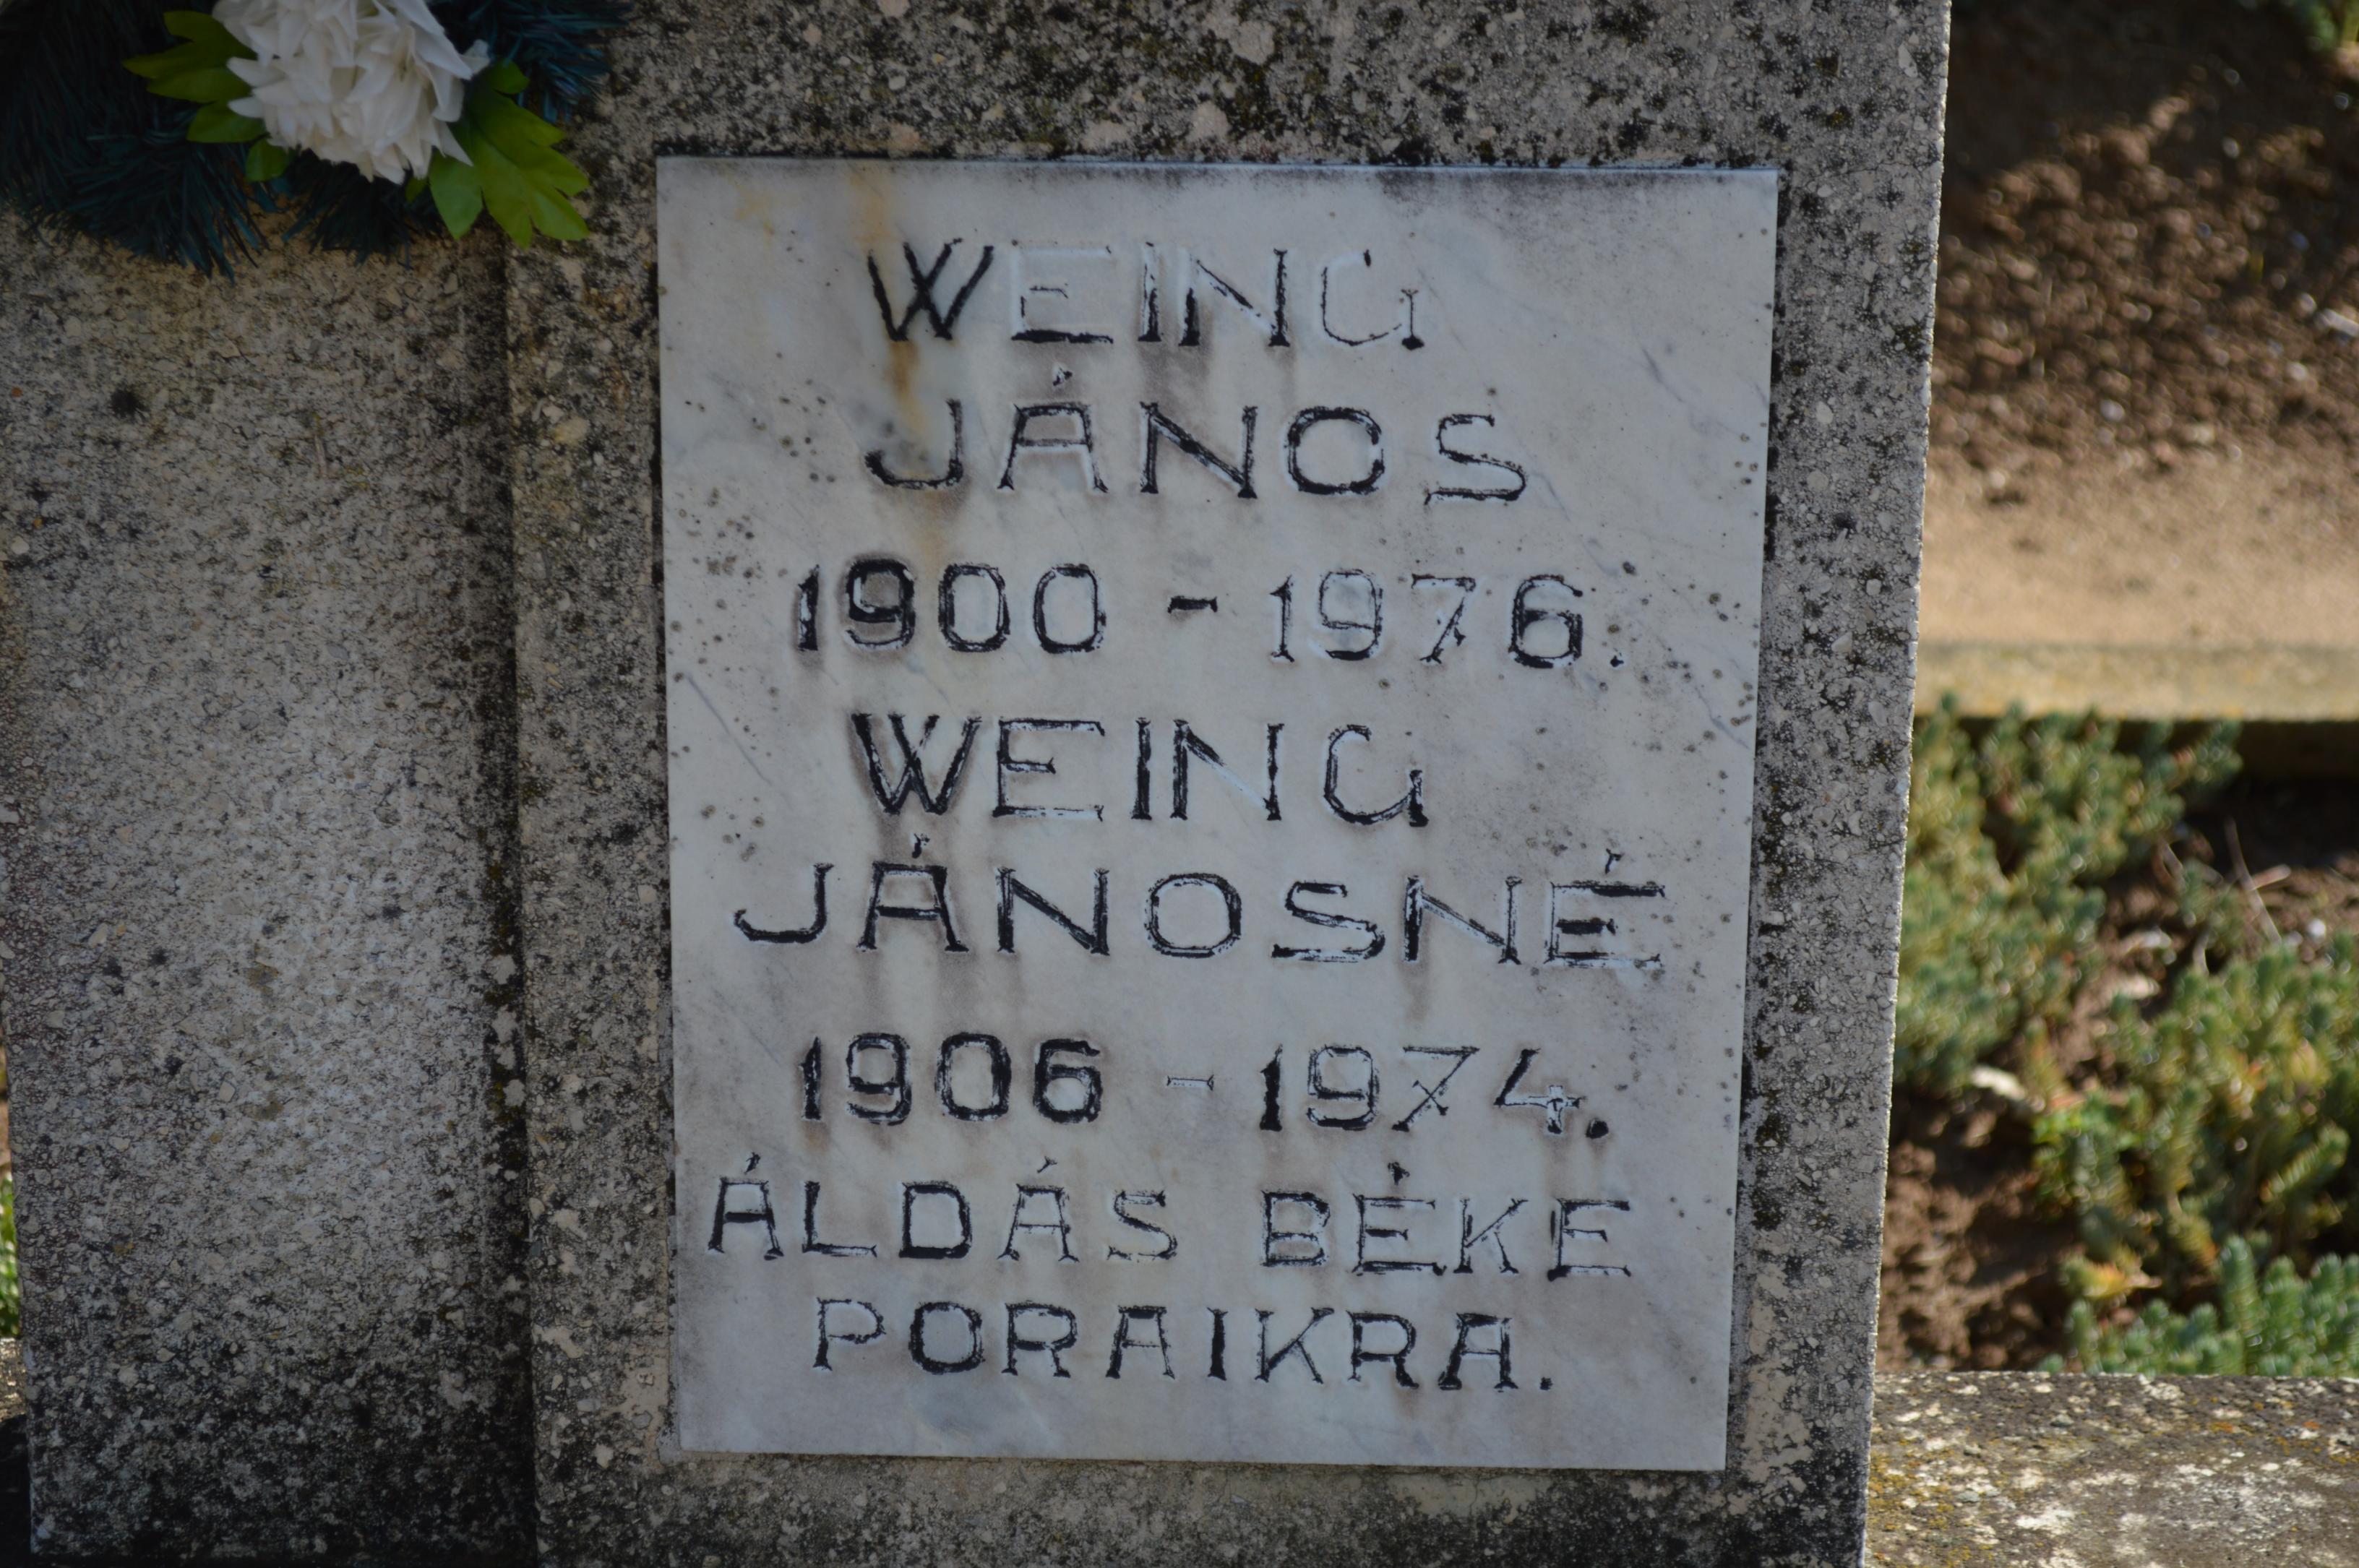 WEING
JÁNOS
1900 - 1976.
WEING
JÁNOSNÉ
1906 - 1974.
ÁLDÁS BÉKE
PORAIKRA.